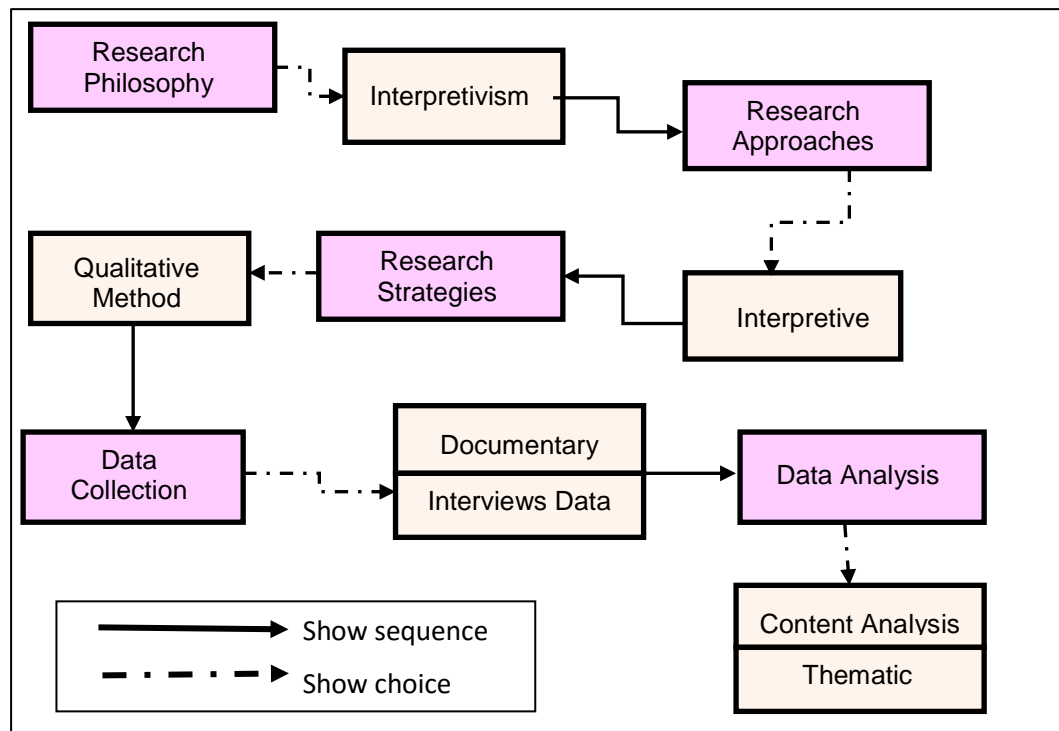 Research
Philosophy
Interpretivism
Research
Approaches
Qualitative
Method
Research
Strategies
Interpretive
Data
Collection
Documentary
Interviews Data
Data Analysis
Content Analysis
Thematic
Show sequence
Show choice